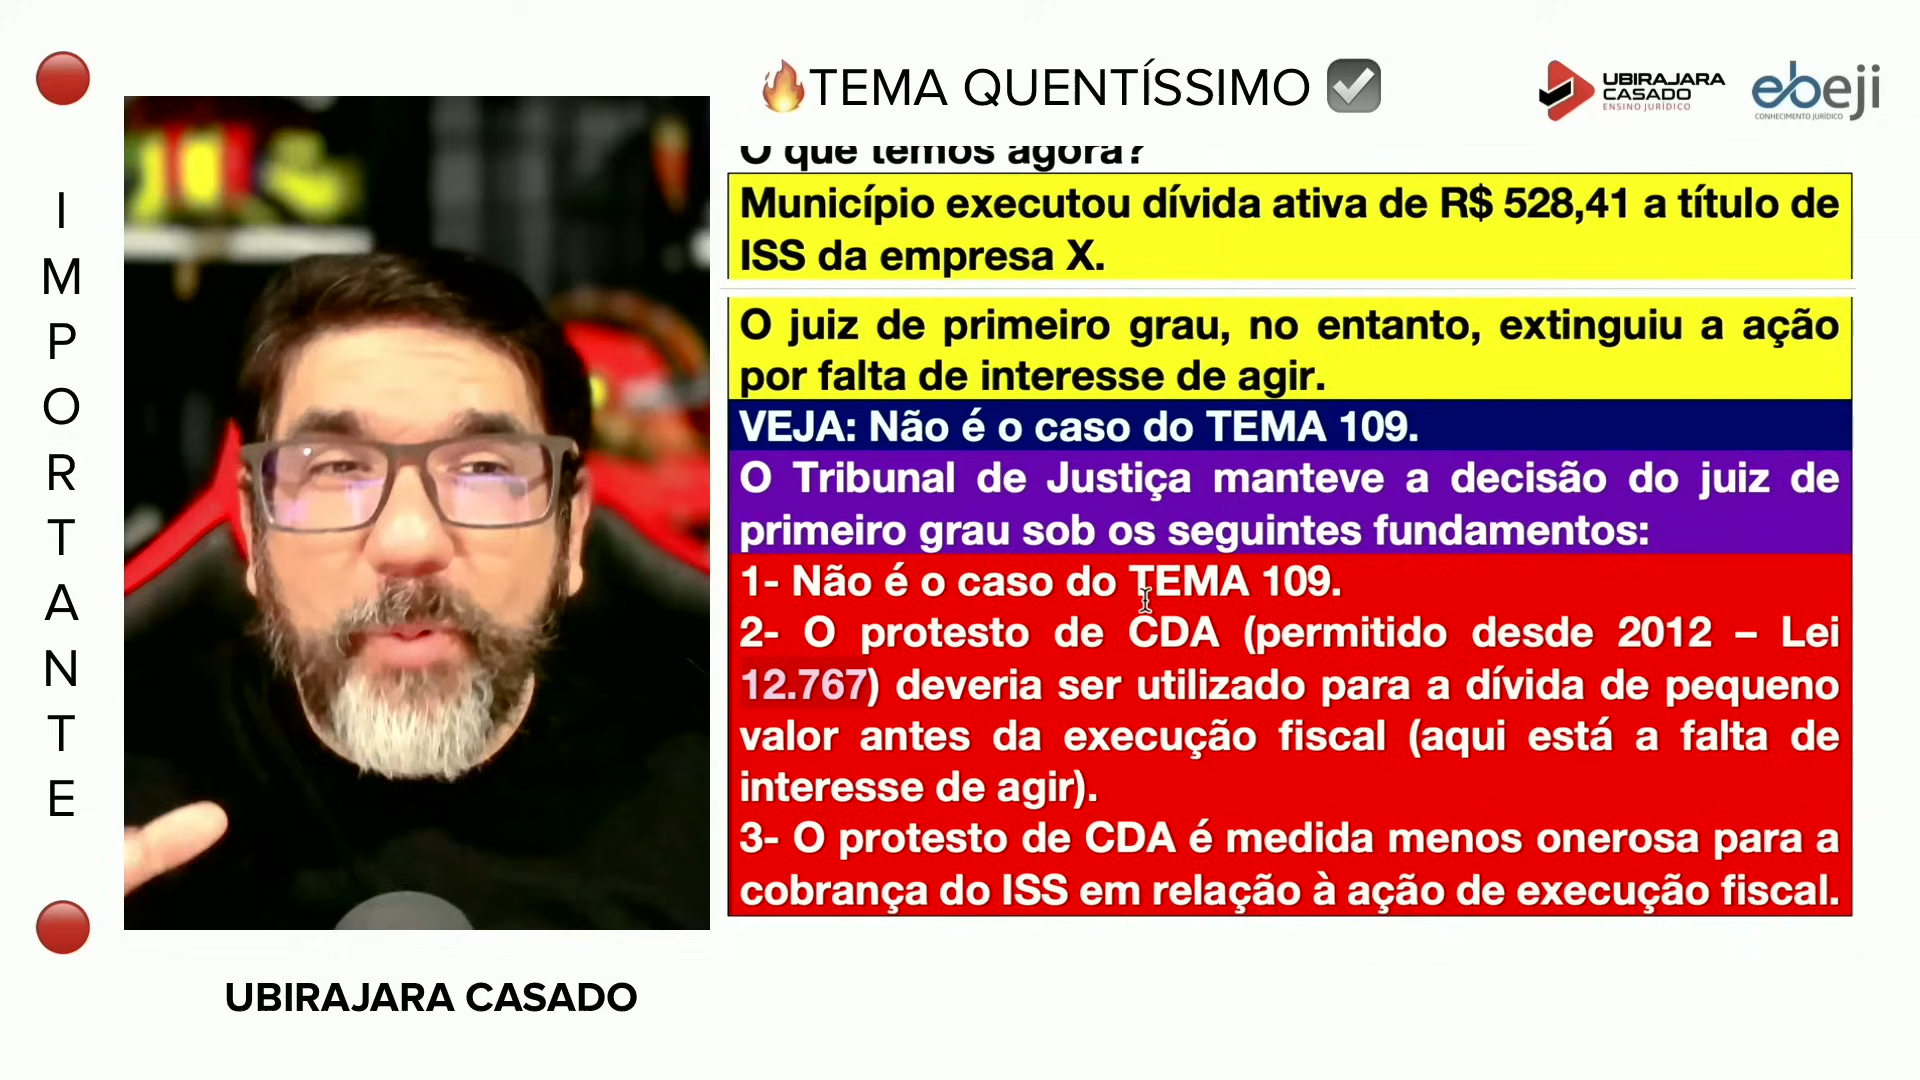 🔥TEMA QUENTÍSSIMO ☑
UBIRAJARA
CASADO
ENSINO JURÍDICO
ebeji
CONHECIMENTO JURÍDICO
IMPORTANTE
O que temos agora?
Município executou dívida ativa de R$ 528,41 a título de
ISS da empresa X.
O juiz de primeiro grau, no entanto, extinguiu a ação
por falta de interesse de agir.
VEJA: Não é o caso do TEMA 109.
O Tribunal de Justiça manteve a decisão do juiz de
primeiro grau sob os seguintes fundamentos:
1- Não é o caso do TEMA 109.
2- O protesto de CDA (permitido desde 2012 – Lei
12.767) deveria ser utilizado para a dívida de pequeno
valor antes da execução fiscal (aqui está a falta de
interesse de agir).
3- O protesto de CDA é medida menos onerosa para a
cobrança do ISS em relação à ação de execução fiscal.
UBIRAJARA CASADO